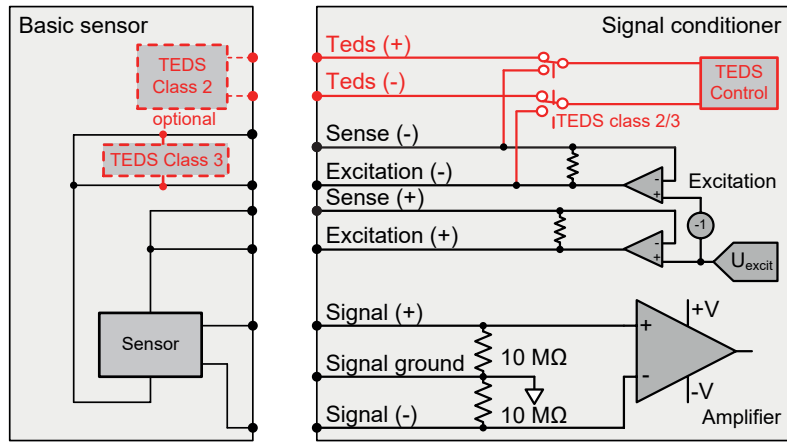 Basic sensor
TEDS
Class 2
optional
TEDS Class 3
Sensor
Signal conditioner
Teds (+)
Teds (-)
TEDS
Control
TEDS class 2/3
Sense (-)
Excitation (-)
Excitation
Sense (+)
Excitation (+)
-
+
-1
-
+
Uexcit
Signal (+)
+
+V
10 MΩ
Signal ground
-
-V
10 MΩ
Signal (-)
Amplifier